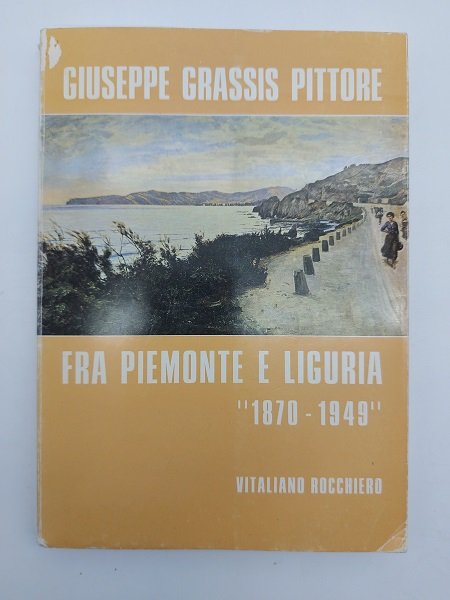 GIUSEPPE GRASSIS PITTORE
FRA PIEMONTE E LIGURIA
"1870 - 1949"
VITALIANO ROCCHIERO